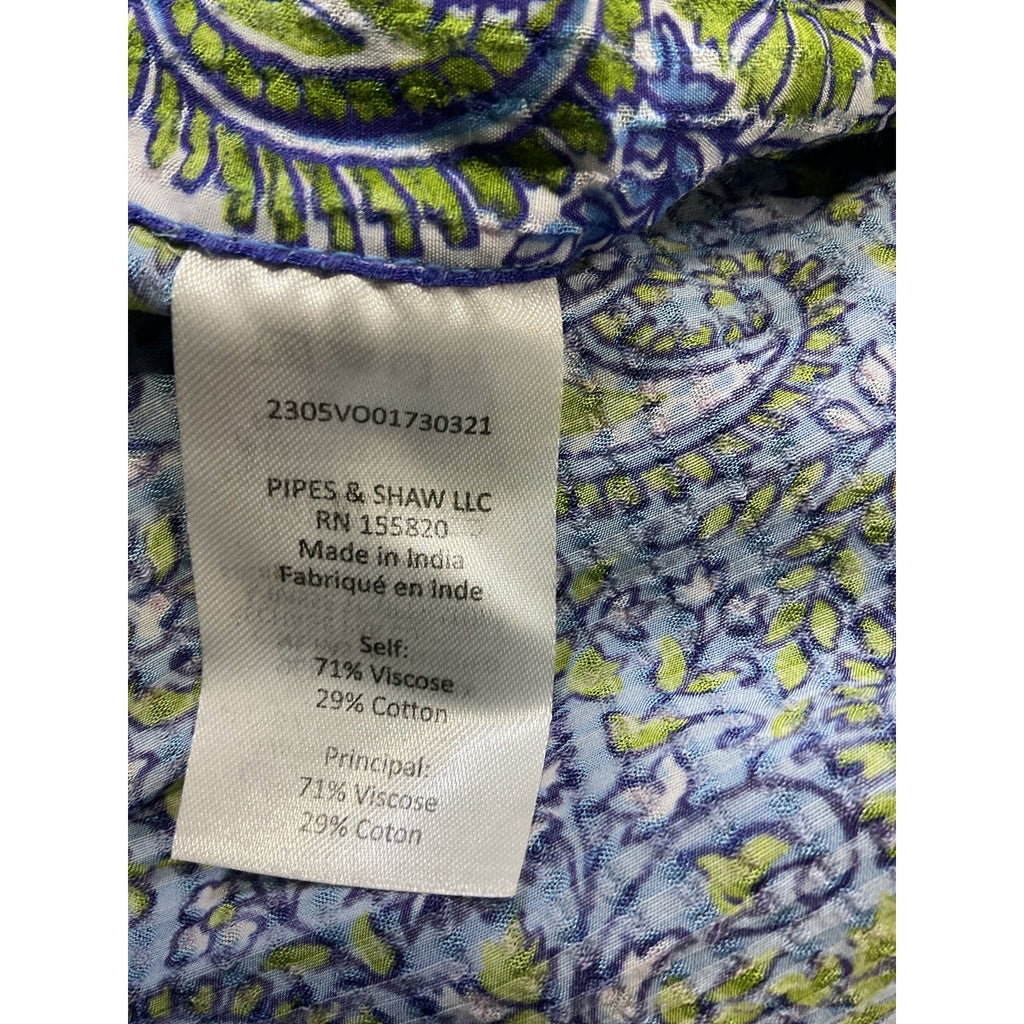 2305VO01730321
PIPES & SHAW LLC
RN 155820
Made in India
Fabriqué en Inde
Self:
71% Viscose
29% Cotton
Principal:
71% Viscose
29% Coton